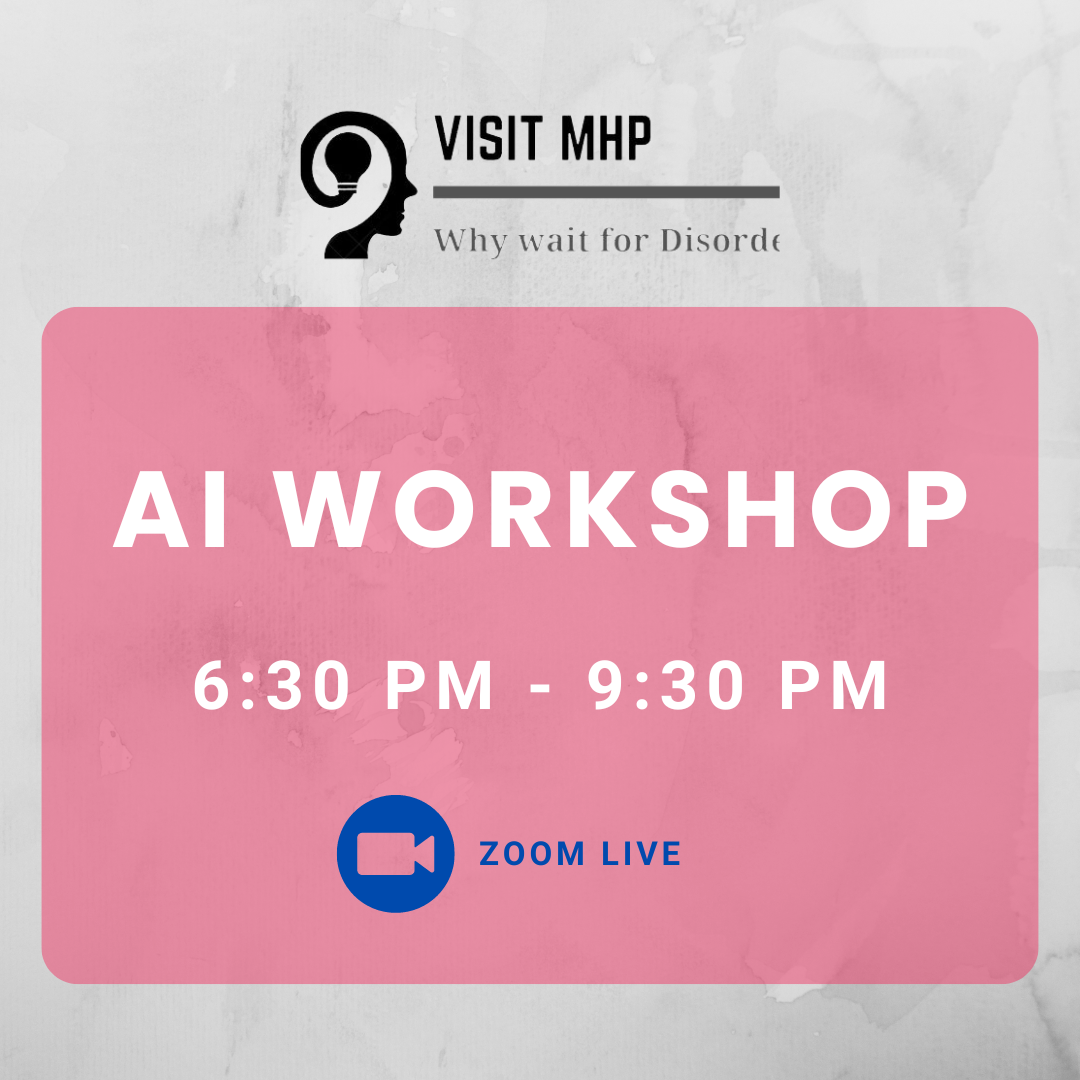 VISIT MHP
Why wait for Disorde
AI WORKSHOP
6:30 PM - 9:30 PM
ZOOM LIVE